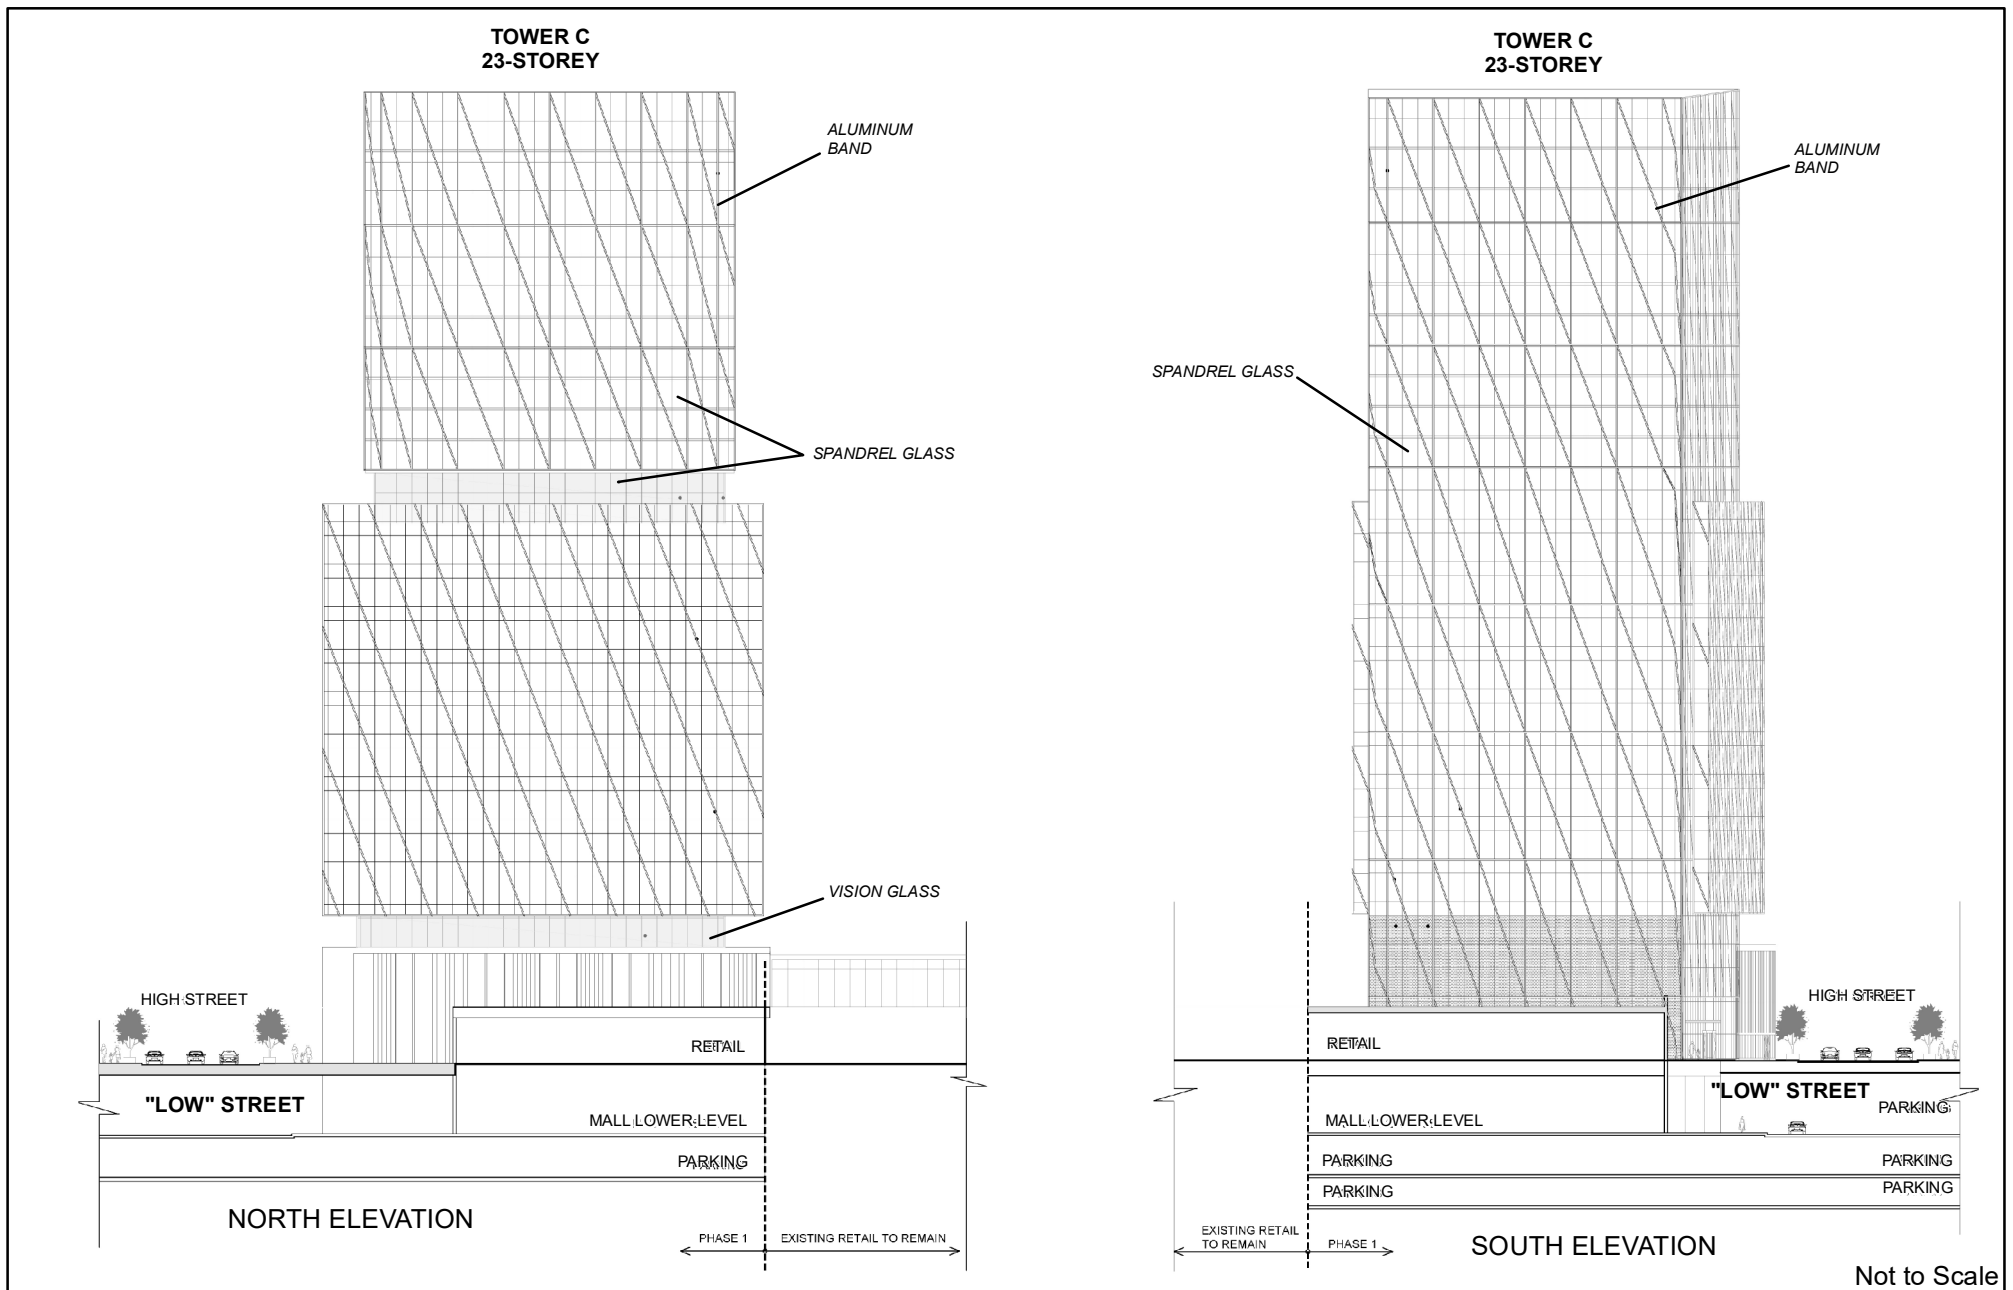 TOWER C
23-STOREY
ALUMINUM
BAND
SPANDREL GLASS
VISION GLASS
HIGH STREET
RETAIL
"LOW" STREET
MALL LOWER LEVEL
PARKING
NORTH ELEVATION
PHASE 1
EXISTING RETAIL TO REMAIN
TOWER C
23-STOREY
ALUMINUM
BAND
SPANDREL GLASS
HIGH STREET
RETAIL
"LOW" STREET
PARKING
MALL LOWER LEVEL
PARKING
PARKING
PARKING
PARKING
EXISTING RETAIL
TO REMAIN
PHASE 1
SOUTH ELEVATION
Not to Scale